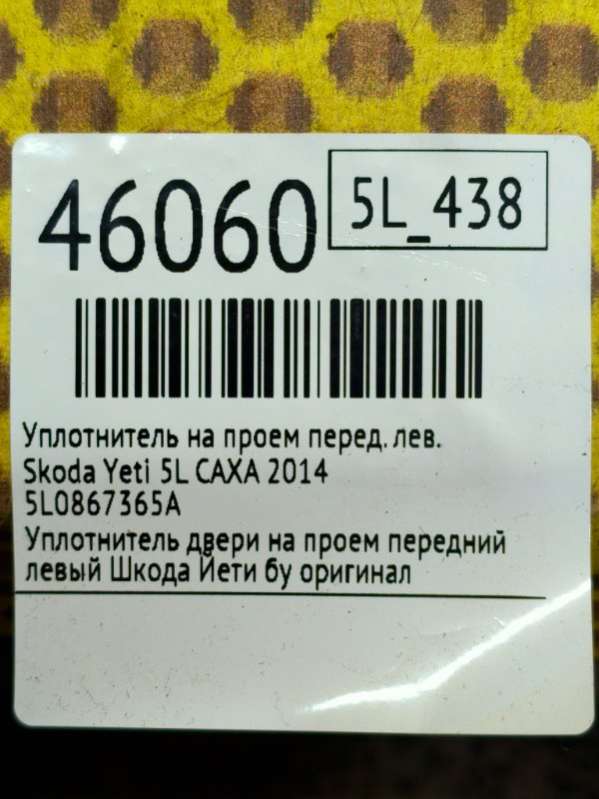 46060
5L_438
Уплотнитель на проем перед. лев.
Skoda Yeti 5L CAXA 2014
5L0867365A
Уплотнитель двери на проем передний
левый Шкода Йети бу оригинал